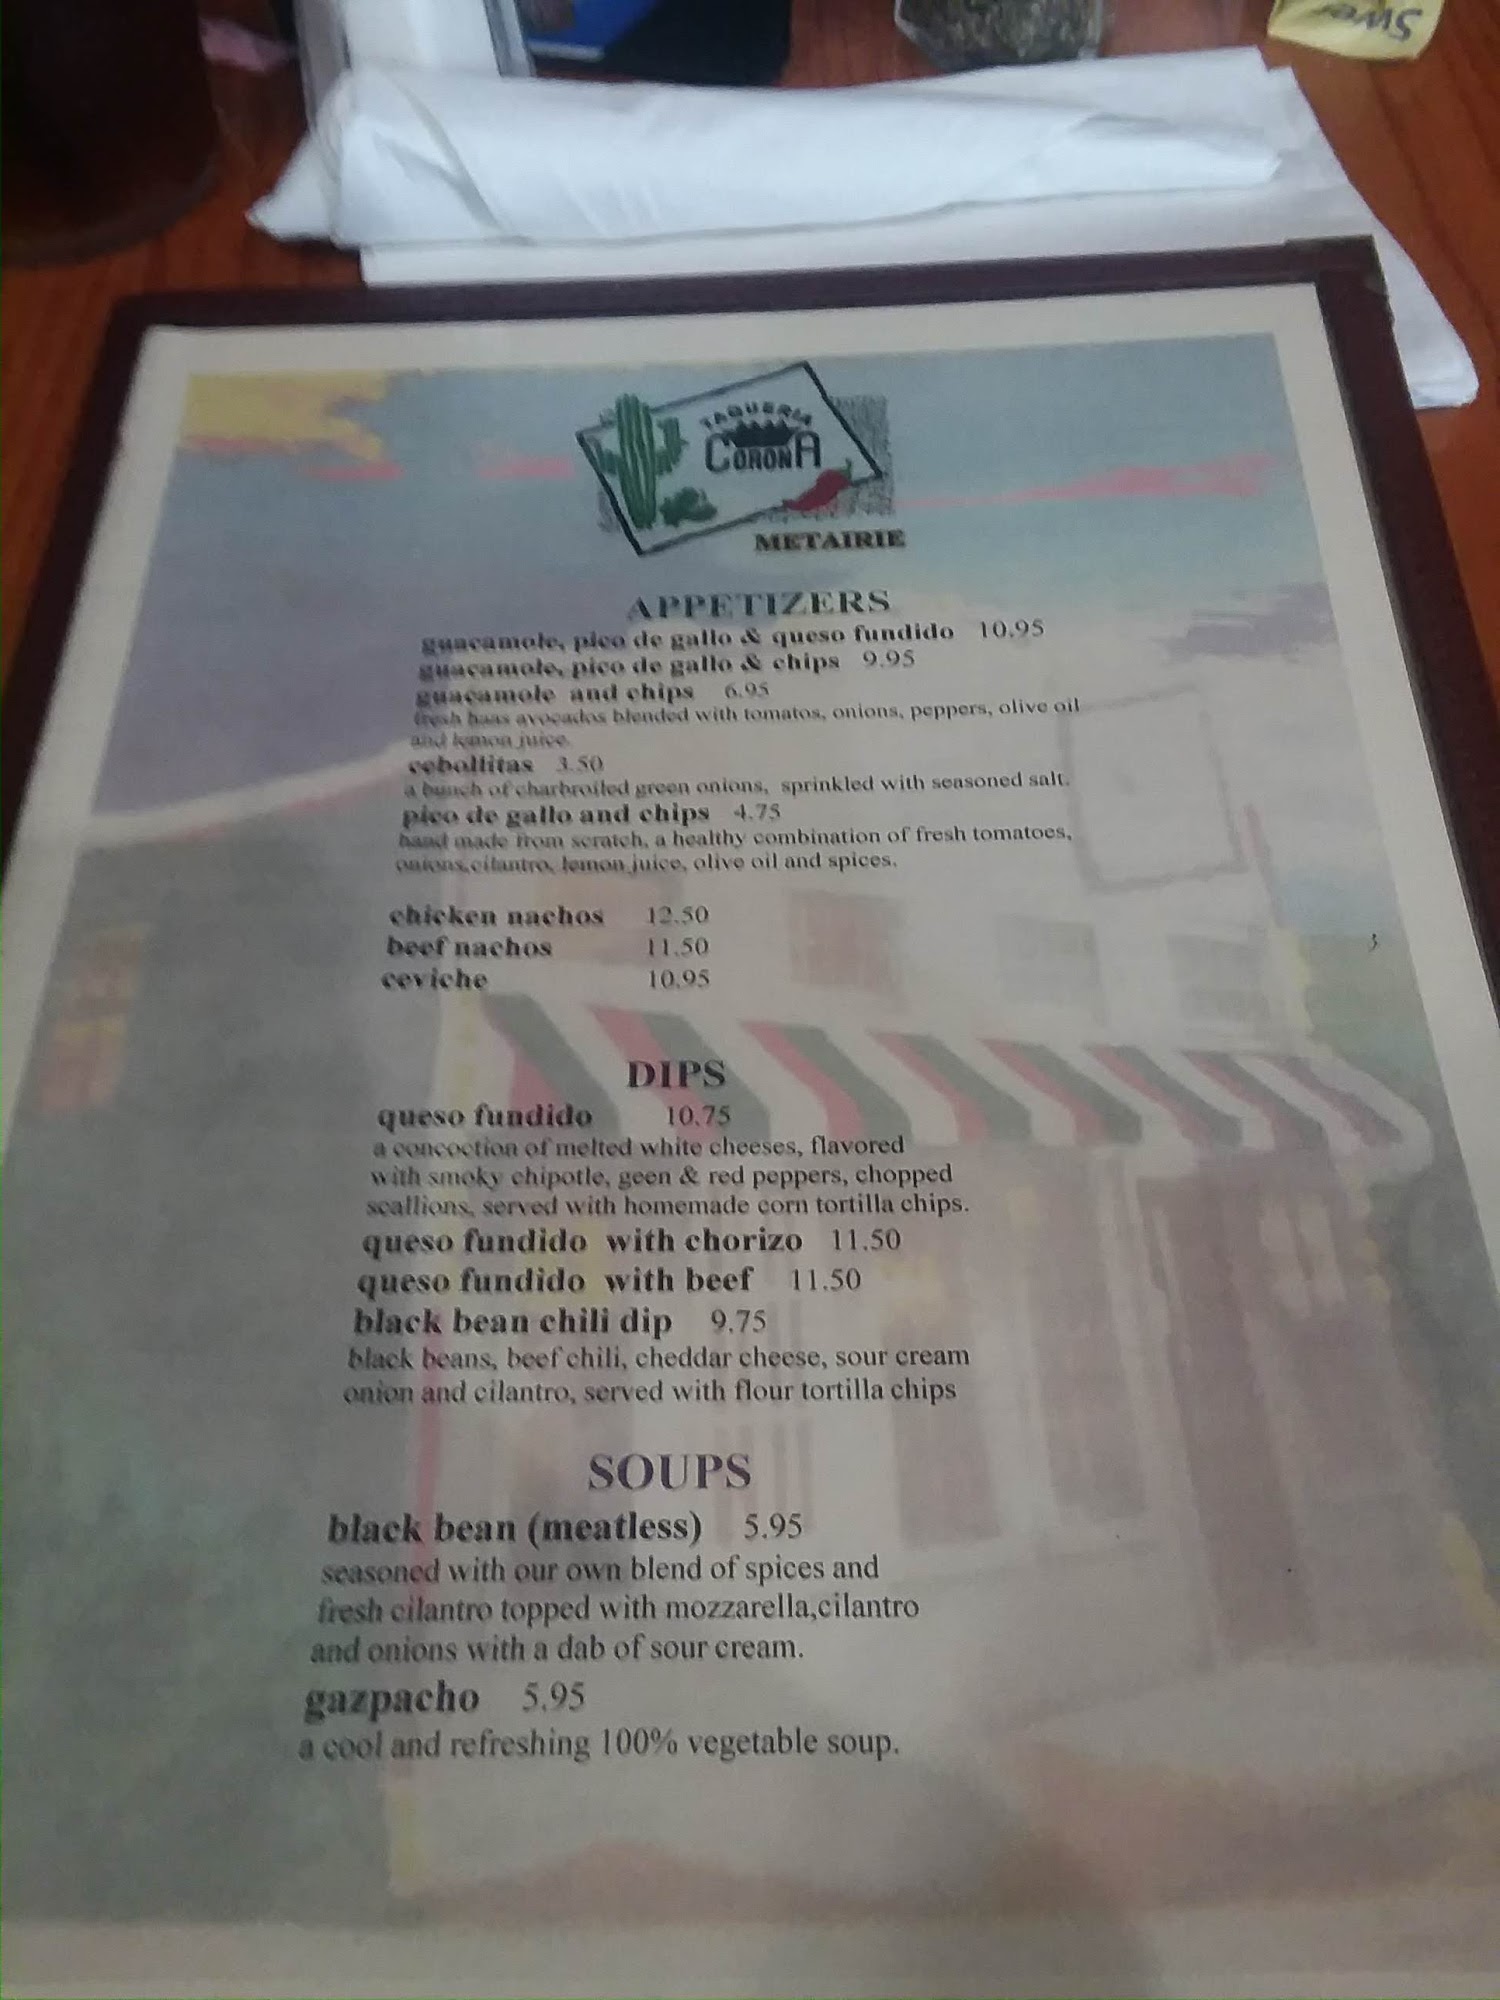 Swee
TAQUERIA
CORONA
METAIRIE
APPETIZERS
guacamole, pico de gallo & queso fundido 10.95
guacamole, pico de gallo & chips 9.95
guacamole and chips 6.95
fresh haas avocados blended with tomatos, onions, peppers, olive oil
and lemon juice.
cebollitas 3.50
a bunch of charbroiled green onions, sprinkled with seasoned salt.
pico de gallo and chips 4.75
hand made from scratch, a healthy combination of fresh tomatoes,
onions,cilantro, lemon juice, olive oil and spices.
chicken nachos 12.50
beef nachos 11.50
ceviche 10.95
DIPS
queso fundido 10.75
a concoction of melted white cheeses, flavored
with smoky chipotle, geen & red peppers, chopped
scallions, served with homemade corn tortilla chips.
queso fundido with chorizo 11.50
queso fundido with beef 11.50
black bean chili dip 9.75
black beans, beef chili, cheddar cheese, sour cream
onion and cilantro, served with flour tortilla chips
SOUPS
black bean (meatless) 5.95
seasoned with our own blend of spices and
fresh cilantro topped with mozzarella,cilantro
and onions with a dab of sour cream.
gazpacho 5.95
a cool and refreshing 100% vegetable soup.